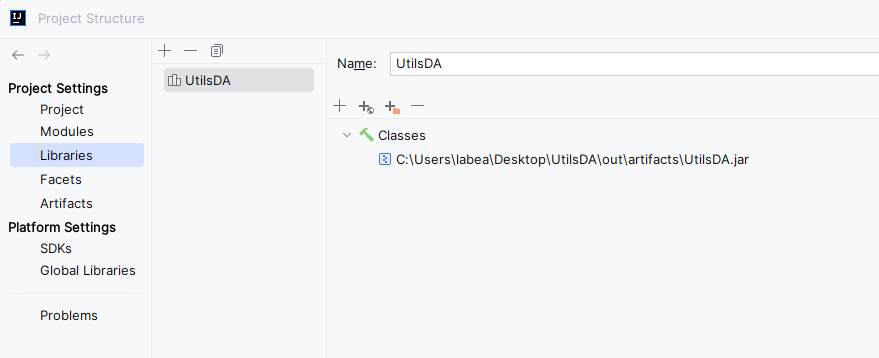 IJ Project Structure
Project Settings
Project
Modules
Libraries
Facets
Artifacts
Platform Settings
SDKs
Global Libraries
Problems
UtilsDA
Name: UtilsDA
Classes
C:\Users\labea\Desktop\UtilsDA\out\artifacts\UtilsDA.jar